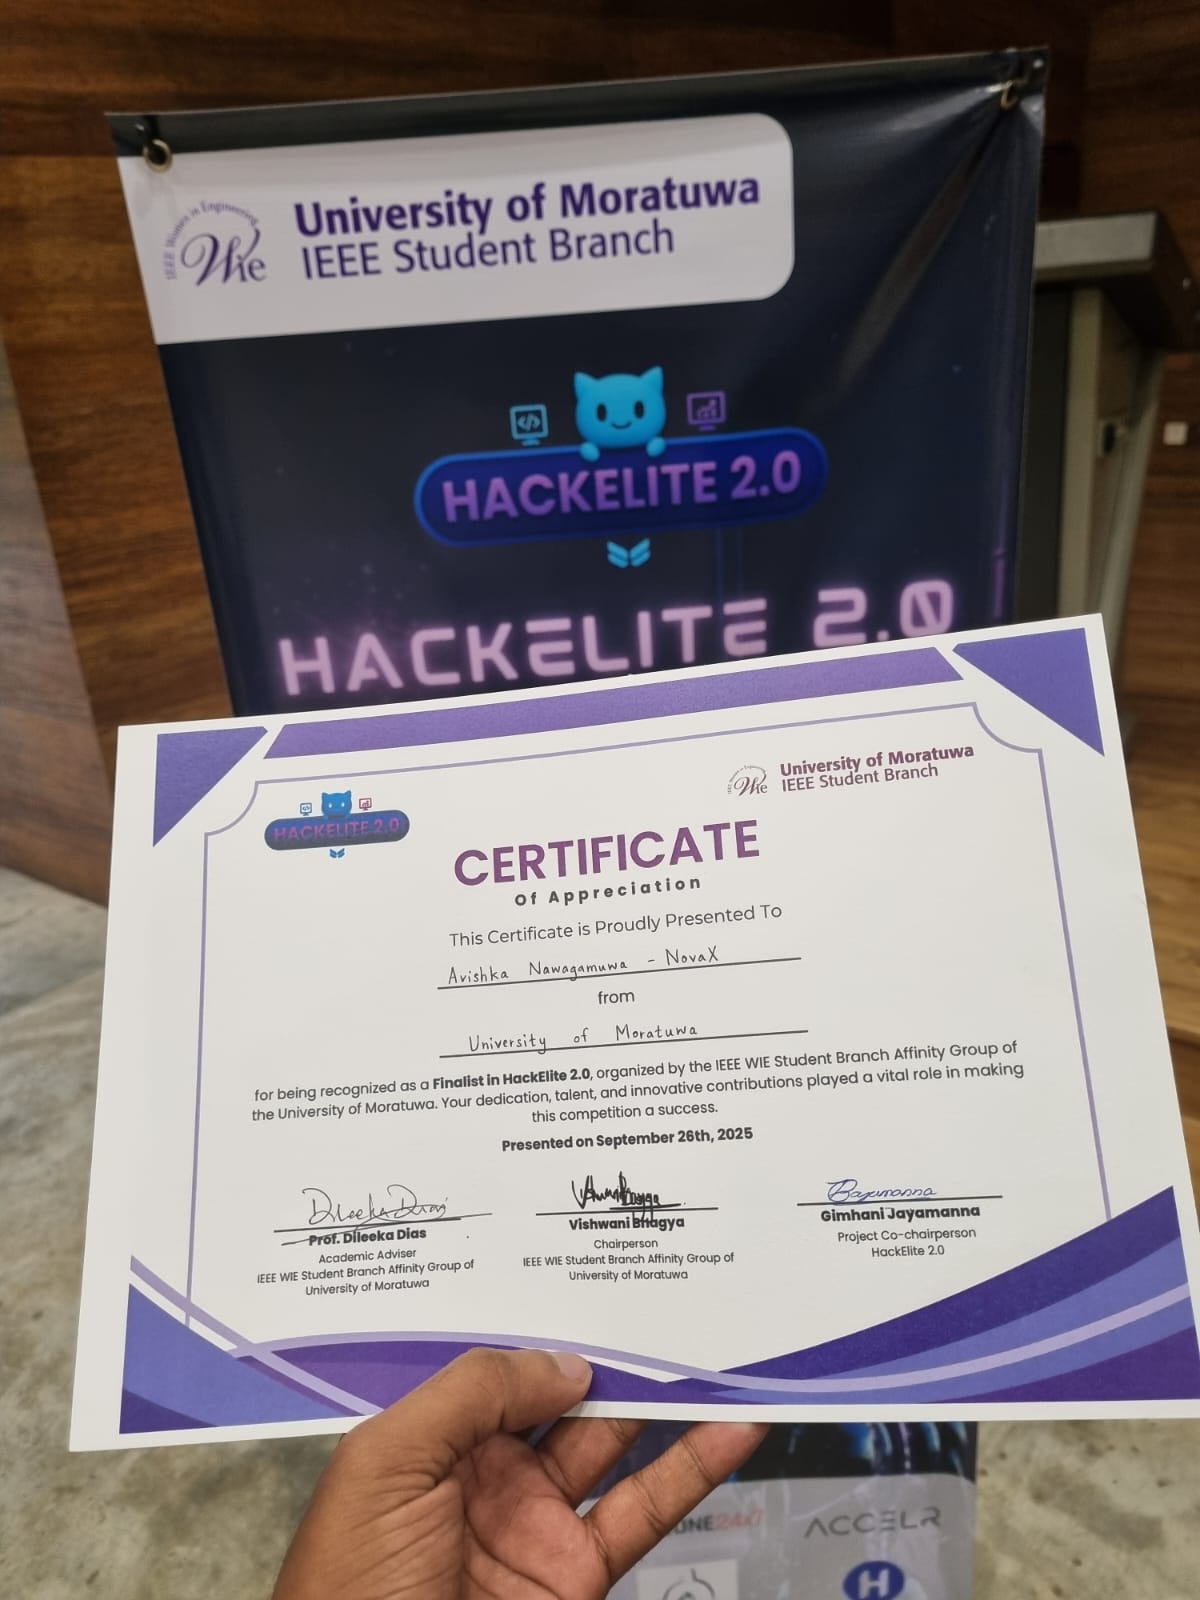 IEEE Women in Engineering
Wie
University of Moratuwa
IEEE Student Branch
HACKELITE 2.0
HACKELITE 2.0
HACKELITE 2.0
Wie
University of Moratuwa
IEEE Student Branch
CERTIFICATE
Of Appreciation
This Certificate is Proudly Presented To
Avishka Nawagamuwa - NovaX
from
University of Moratuwa
for being recognized as a Finalist in HackElite 2.0, organized by the IEEE WIE Student Branch Affinity Group of
the University of Moratuwa. Your dedication, talent, and innovative contributions played a vital role in making
this competition a success.
Presented on September 26th, 2025
Dileeka Dias
Prof. Dileeka Dias
Academic Adviser
IEEE WIE Student Branch Affinity Group of
University of Moratuwa
Vishwani Bhagya
Chairperson
IEEE WIE Student Branch Affinity Group of
University of Moratuwa
Gimhani Jayamanna
Project Co-chairperson
HackElite 2.0
ACCELR
H